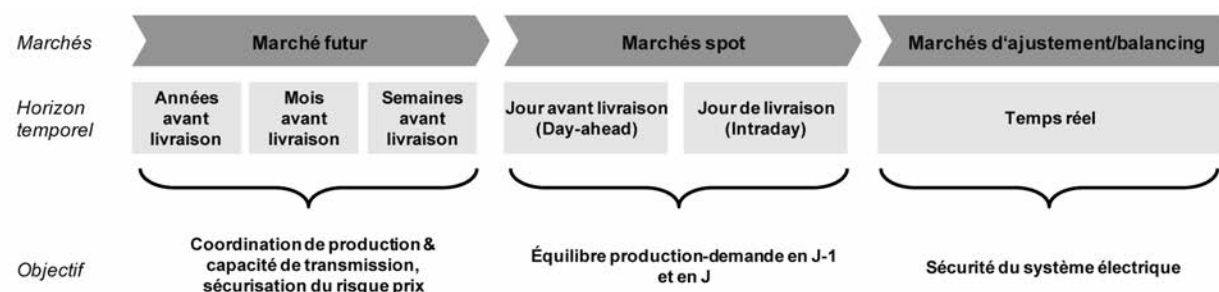 Marchés
Marché futur
Marchés spot
Marchés d‘ajustement/balancing
Horizon
temporel
Années
avant
livraison
Mois
avant
livraison
Semaines
avant
livraison
Jour avant livraison
(Day-ahead)
Jour de livraison
(Intraday)
Temps réel
Objectif
Coordination de production &
capacité de transmission,
sécurisation du risque prix
Équilibre production-demande en J-1
et en J
Sécurité du système électrique